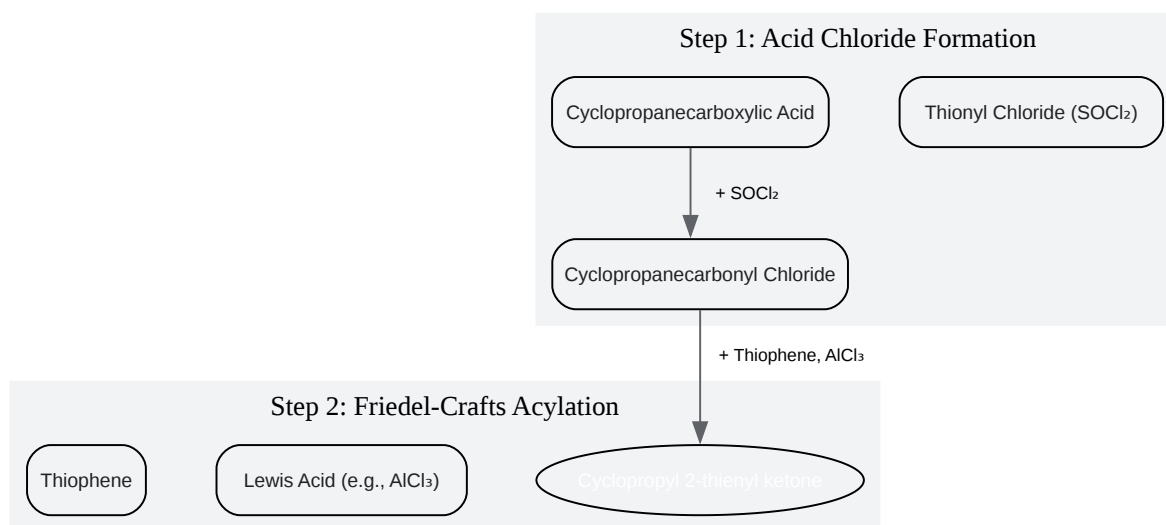 Step 1: Acid Chloride Formation
Cyclopropanecarboxylic Acid
Thionyl Chloride (SOCl₂)
+ SOCl₂
Cyclopropanecarbonyl Chloride
+ Thiophene, AlCl₃
Step 2: Friedel-Crafts Acylation
Thiophene
Lewis Acid (e.g., AlCl₃)
Cyclopropyl 2-thienyl ketone